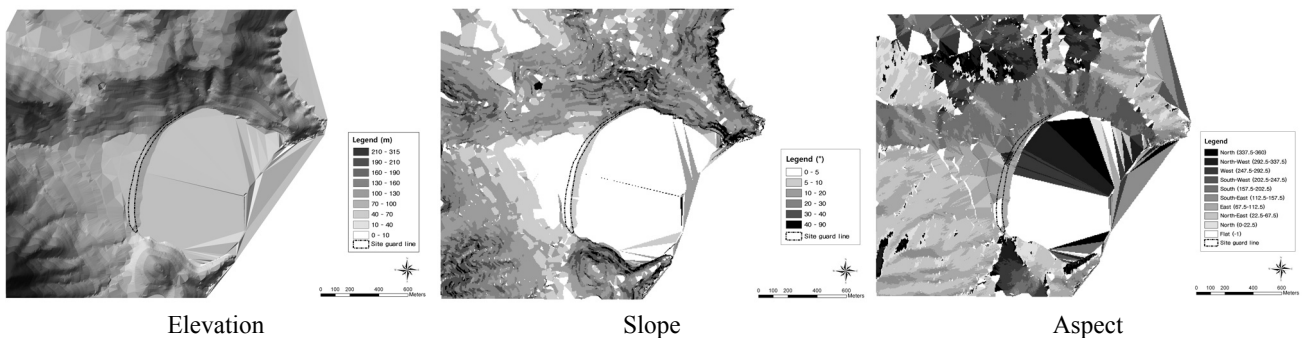 Legend (m)
210 - 315
190 - 210
160 - 190
130 - 160
100 - 130
70 - 100
40 - 70
10 - 40
0 - 10
Site guard line
0 100 200 400 600
Meters
Elevation
Legend (°)
0 - 5
5 - 10
10 - 20
20 - 30
30 - 40
40 - 90
Site guard line
0 100 200 400 600
Meters
Slope
Legend
North (337.5-360)
North-West (292.5-337.5)
West (247.5-292.5)
South-West (202.5-247.5)
South (157.5-202.5)
South-East (112.5-157.5)
East (67.5-112.5)
North-East (22.5-67.5)
North (0-22.5)
Flat (-1)
Site guard line
0 100 200 400 600
Meters
Aspect